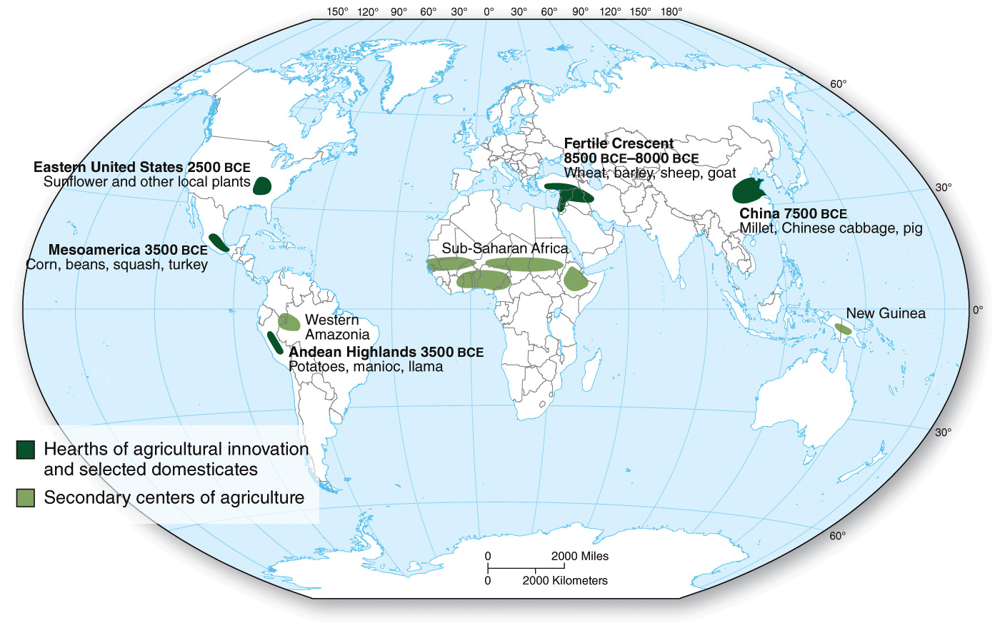 150° 120° 90° 60° 30° 0° 30° 60° 90° 120° 150° 180°
60°
Fertile Crescent
8500 BCE–8000 BCE
Wheat, barley, sheep, goat
Eastern United States 2500 BCE
Sunflower and other local plants
30°
China 7500 BCE
Millet, Chinese cabbage, pig
Mesoamerica 3500 BCE
Corn, beans, squash, turkey
Sub-Saharan Africa
0°
New Guinea
Western
Amazonia
Andean Highlands 3500 BCE
Potatoes, manioc, llama
30°
Hearths of agricultural innovation
and selected domesticates
Secondary centers of agriculture
60°
0 2000 Miles
0 2000 Kilometers